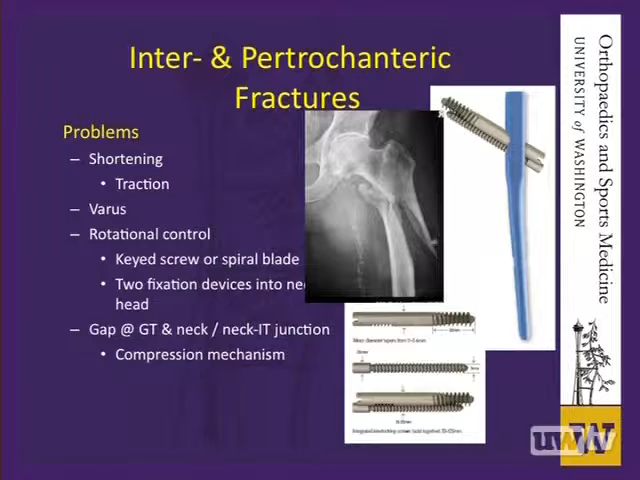 Inter- & Pertrochanteric
Fractures
Problems
– Shortening
• Traction
– Varus
– Rotational control
• Keyed screw or spiral blade
• Two fixation devices into
head
– Gap @ GT & neck / neck-IT junction
• Compression mechanism
Orthopaedics and Sports Medicine
UNIVERSITY of WASHINGTON
uwtv
W